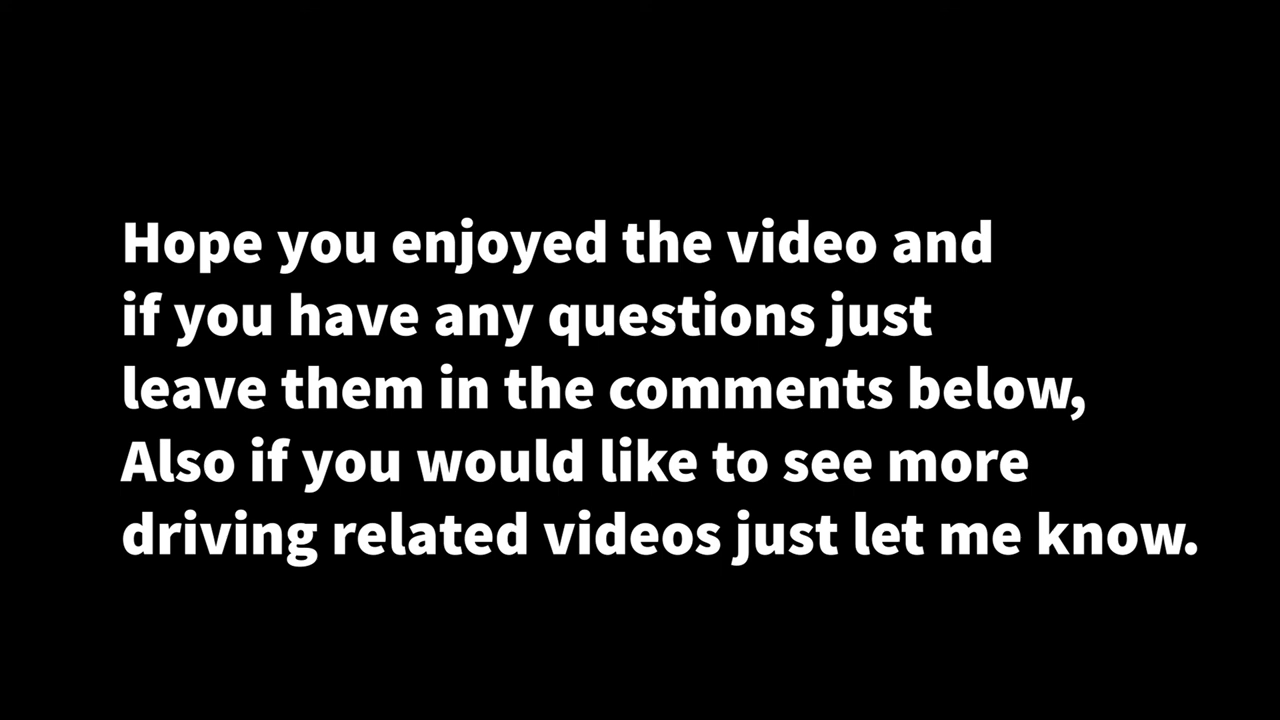 Hope you enjoyed the video and
if you have any questions just
leave them in the comments below,
Also if you would like to see more
driving related videos just let me know.